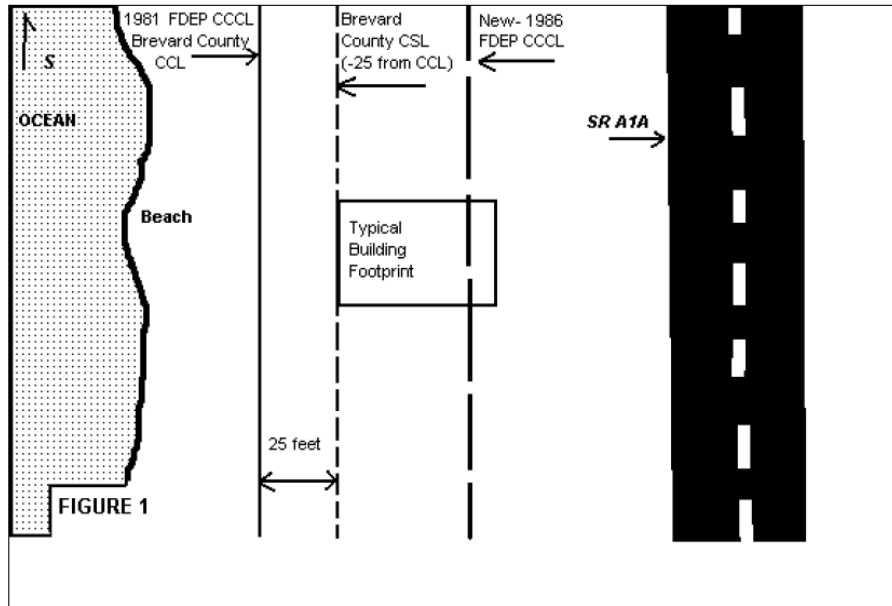 1981 FDEP CCCL
Brevard County
CCL
Brevard
County CSL
(-25 from CCL)
New- 1986
FDEP CCCL
S
OCEAN
SR A1A
Beach
Typical
Building
Footprint
25 feet
FIGURE 1